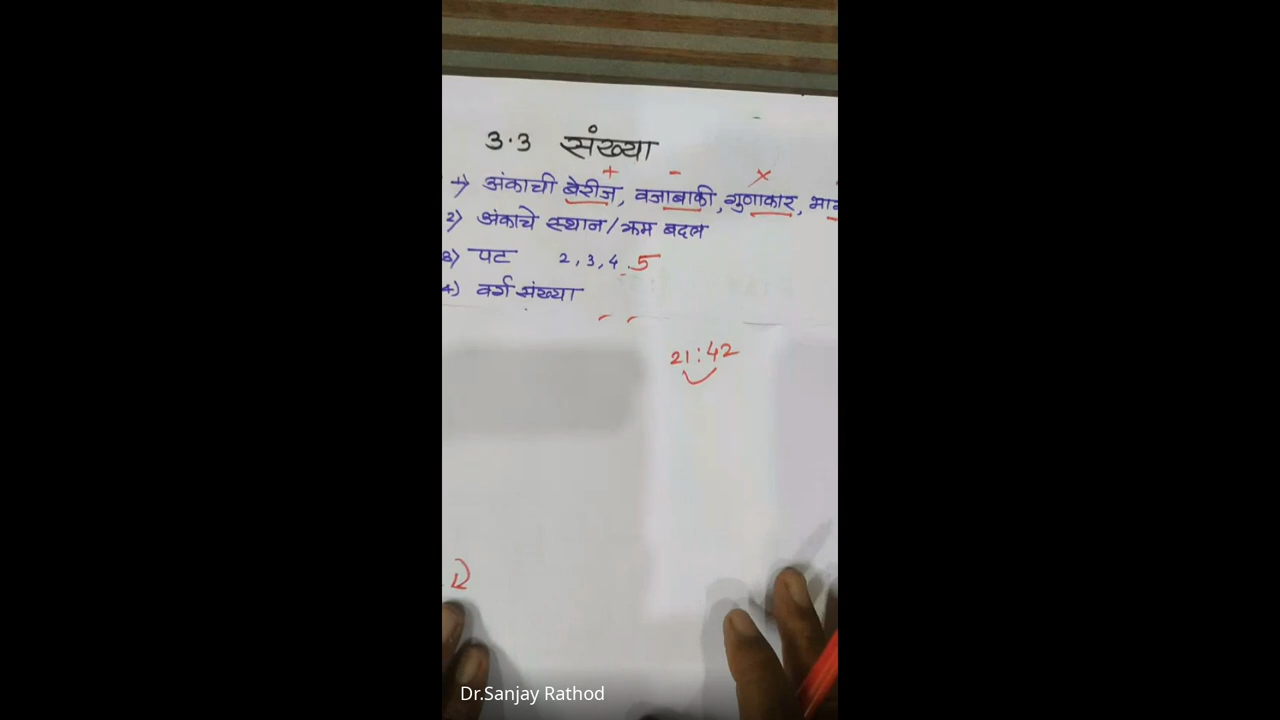 3.3 संख्या
+ - ×
1) अंकाची बेरीज, वजाबाकी, गुणाकार, भाग
2) अंकाचे स्थान/क्रम बदल
3) पट 2, 3, 4, 5
4) वर्ग संख्या
21:42
Dr.Sanjay Rathod